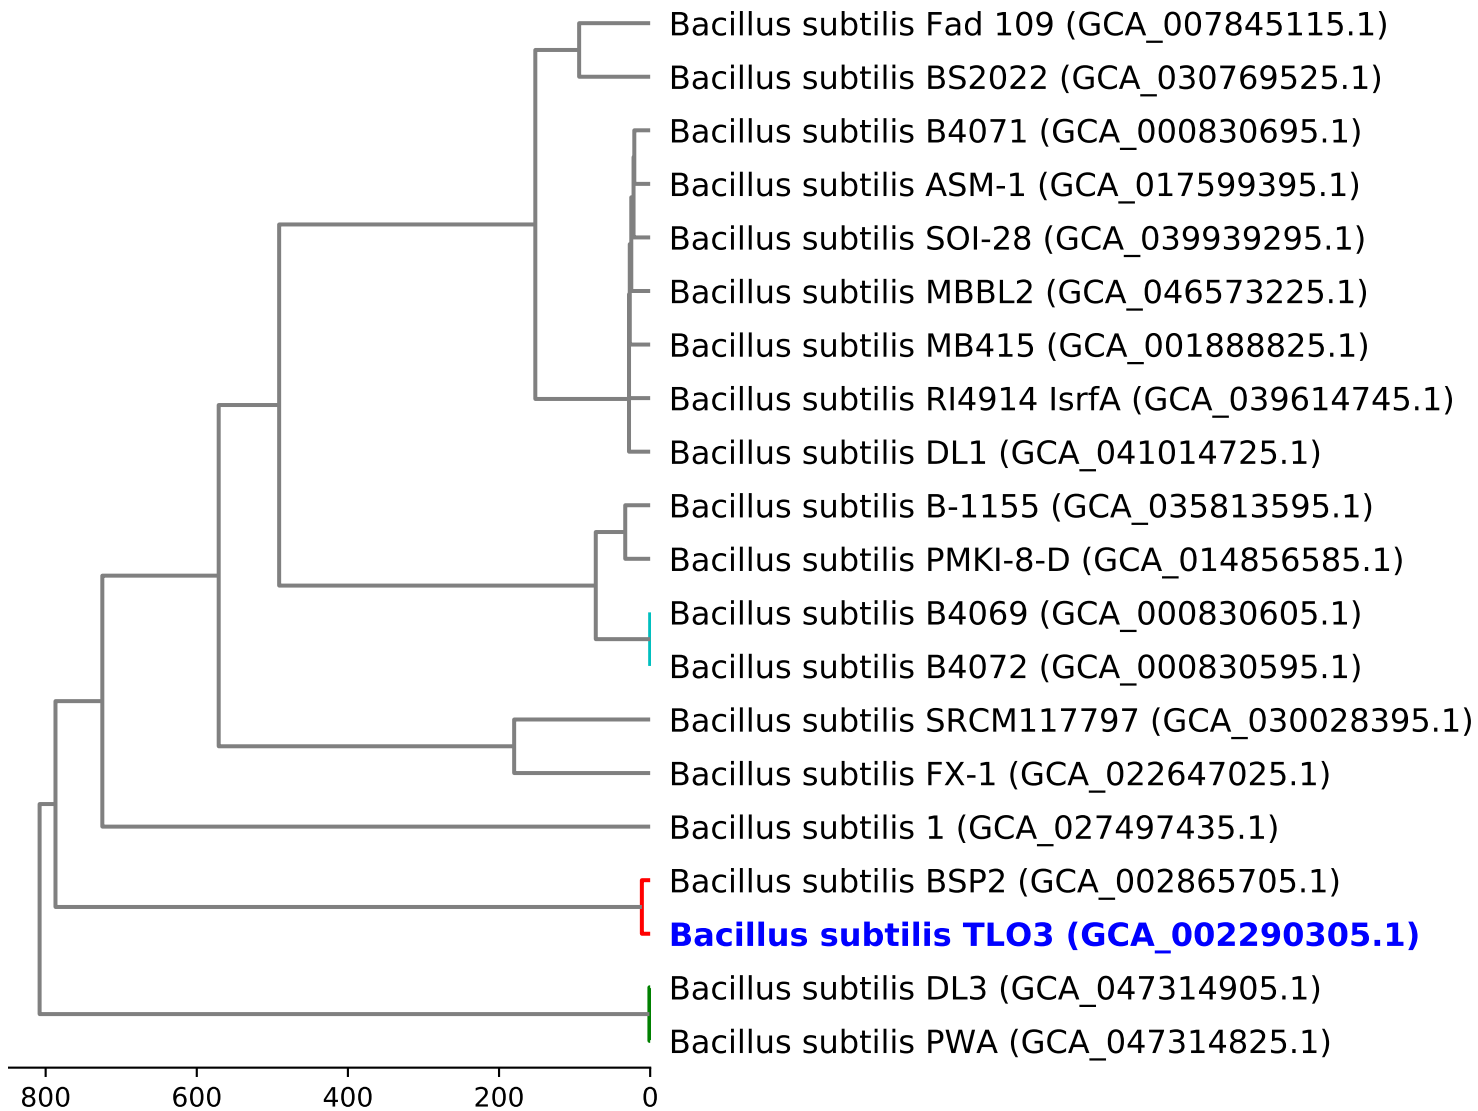 Bacillus subtilis Fad 109 (GCA_007845115.1)
Bacillus subtilis BS2022 (GCA_030769525.1)
Bacillus subtilis B4071 (GCA_000830695.1)
Bacillus subtilis ASM-1 (GCA_017599395.1)
Bacillus subtilis SOI-28 (GCA_039939295.1)
Bacillus subtilis MBBL2 (GCA_046573225.1)
Bacillus subtilis MB415 (GCA_001888825.1)
Bacillus subtilis RI4914 IsrfA (GCA_039614745.1)
Bacillus subtilis DL1 (GCA_041014725.1)
Bacillus subtilis B-1155 (GCA_035813595.1)
Bacillus subtilis PMKI-8-D (GCA_014856585.1)
Bacillus subtilis B4069 (GCA_000830605.1)
Bacillus subtilis B4072 (GCA_000830595.1)
Bacillus subtilis SRCM117797 (GCA_030028395.1)
Bacillus subtilis FX-1 (GCA_022647025.1)
Bacillus subtilis 1 (GCA_027497435.1)
Bacillus subtilis BSP2 (GCA_002865705.1)
Bacillus subtilis TLO3 (GCA_002290305.1)
Bacillus subtilis DL3 (GCA_047314905.1)
Bacillus subtilis PWA (GCA_047314825.1)
800 600 400 200 0